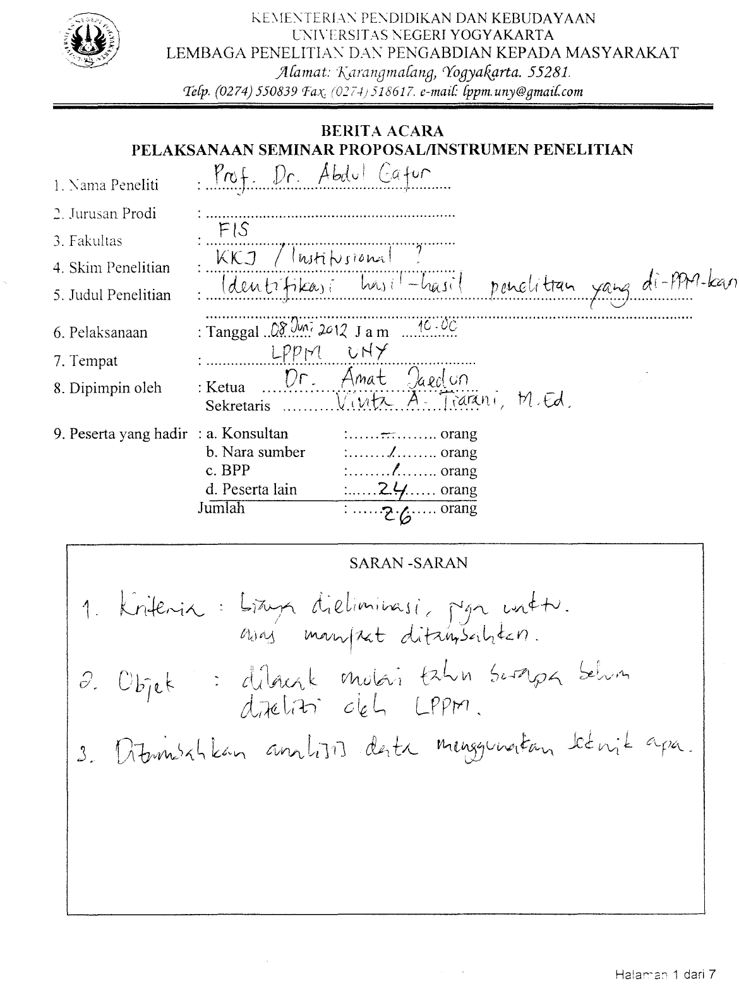 KEMENTERIAN PENDIDIKAN DAN KEBUDAYAAN
UNIVERSITAS NEGERI YOGYAKARTA
LEMBAGA PENELITIAN DAN PENGABDIAN KEPADA MASYARAKAT
Alamat: Karangmalang, Yogyakarta. 55281.
Telp. (0274) 550839 Fax. (0274) 518617. e-mail: lppm.uny@gmail.com
BERITA ACARA
PELAKSANAAN SEMINAR PROPOSAL/INSTRUMEN PENELITIAN
1. Nama Peneliti : Prof. Dr. Abdul Gafur
2. Jurusan Prodi :
3. Fakultas : FIS
4. Skim Penelitian : KKJ / Institusional ?
5. Judul Penelitian : Identifikasi hasil-hasil penelitian yang di-PPM-kan
6. Pelaksanaan : Tanggal 08 Juni 2012 Jam 10.00
7. Tempat : LPPM UNY
8. Dipimpin oleh : Ketua Dr. Amat Jaedun
Sekretaris Vinta A. Tiarani, M.Ed.
9. Peserta yang hadir : a. Konsultan : - orang
b. Nara sumber : 1 orang
c. BPP : 1 orang
d. Peserta lain : 24 orang
Jumlah : 26 orang
SARAN -SARAN
1. Kriteria : biaya dieliminasi, waktu.
asas manfaat ditambahkan.
2. Objek : dilacak mulai tahun berapa belum
diteliti oleh LPPM.
3. Ditambahkan analisis data menggunakan teknik apa.
Halaman 1 dari 7